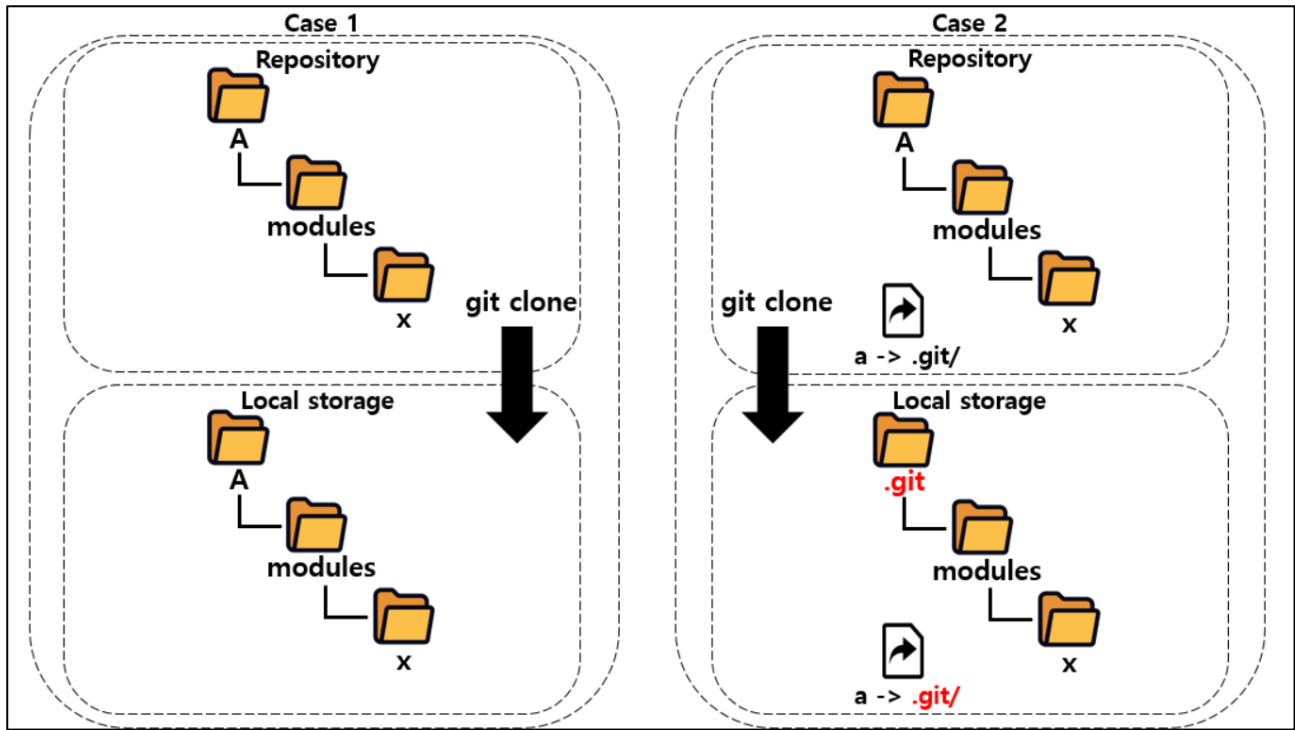 Case 1
Repository
A
modules
x
git clone
Local storage
A
modules
x
Case 2
Repository
A
modules
x
git clone
a -> .git/
Local storage
.git
modules
x
a -> .git/